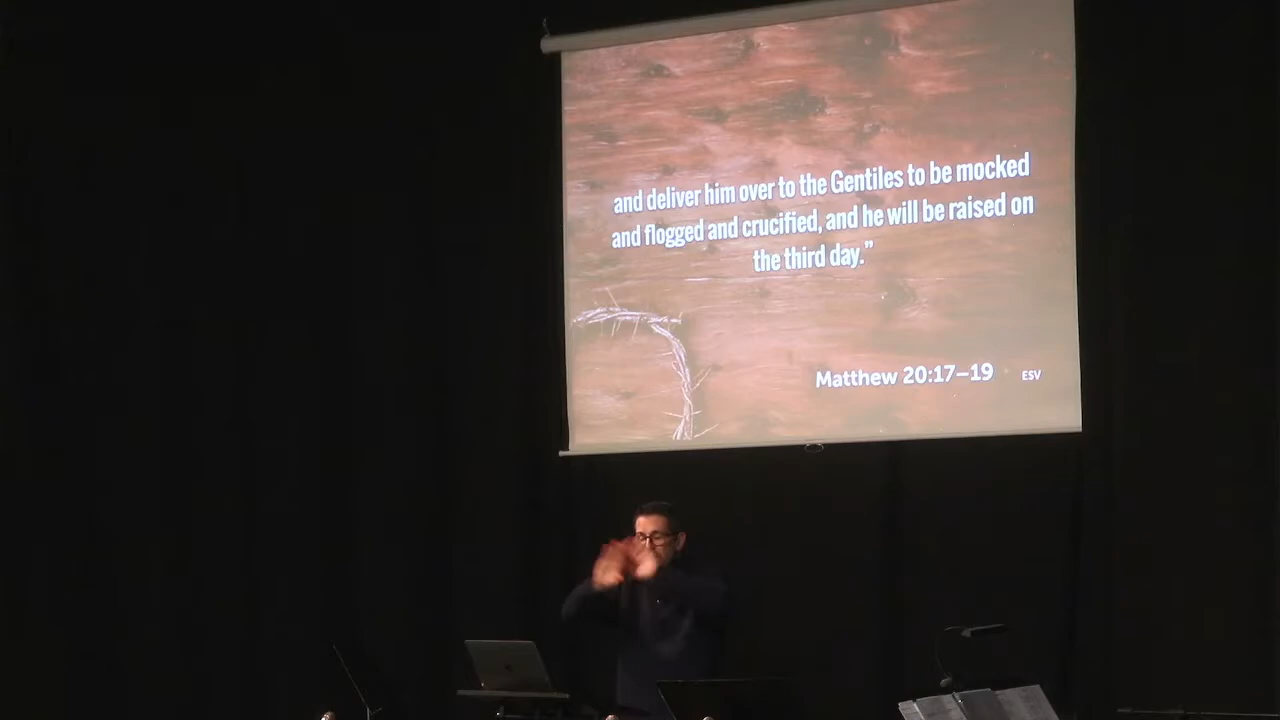 and deliver him over to the Gentiles to be mocked
and flogged and crucified, and he will be raised on
the third day.”
Matthew 20:17–19 ESV